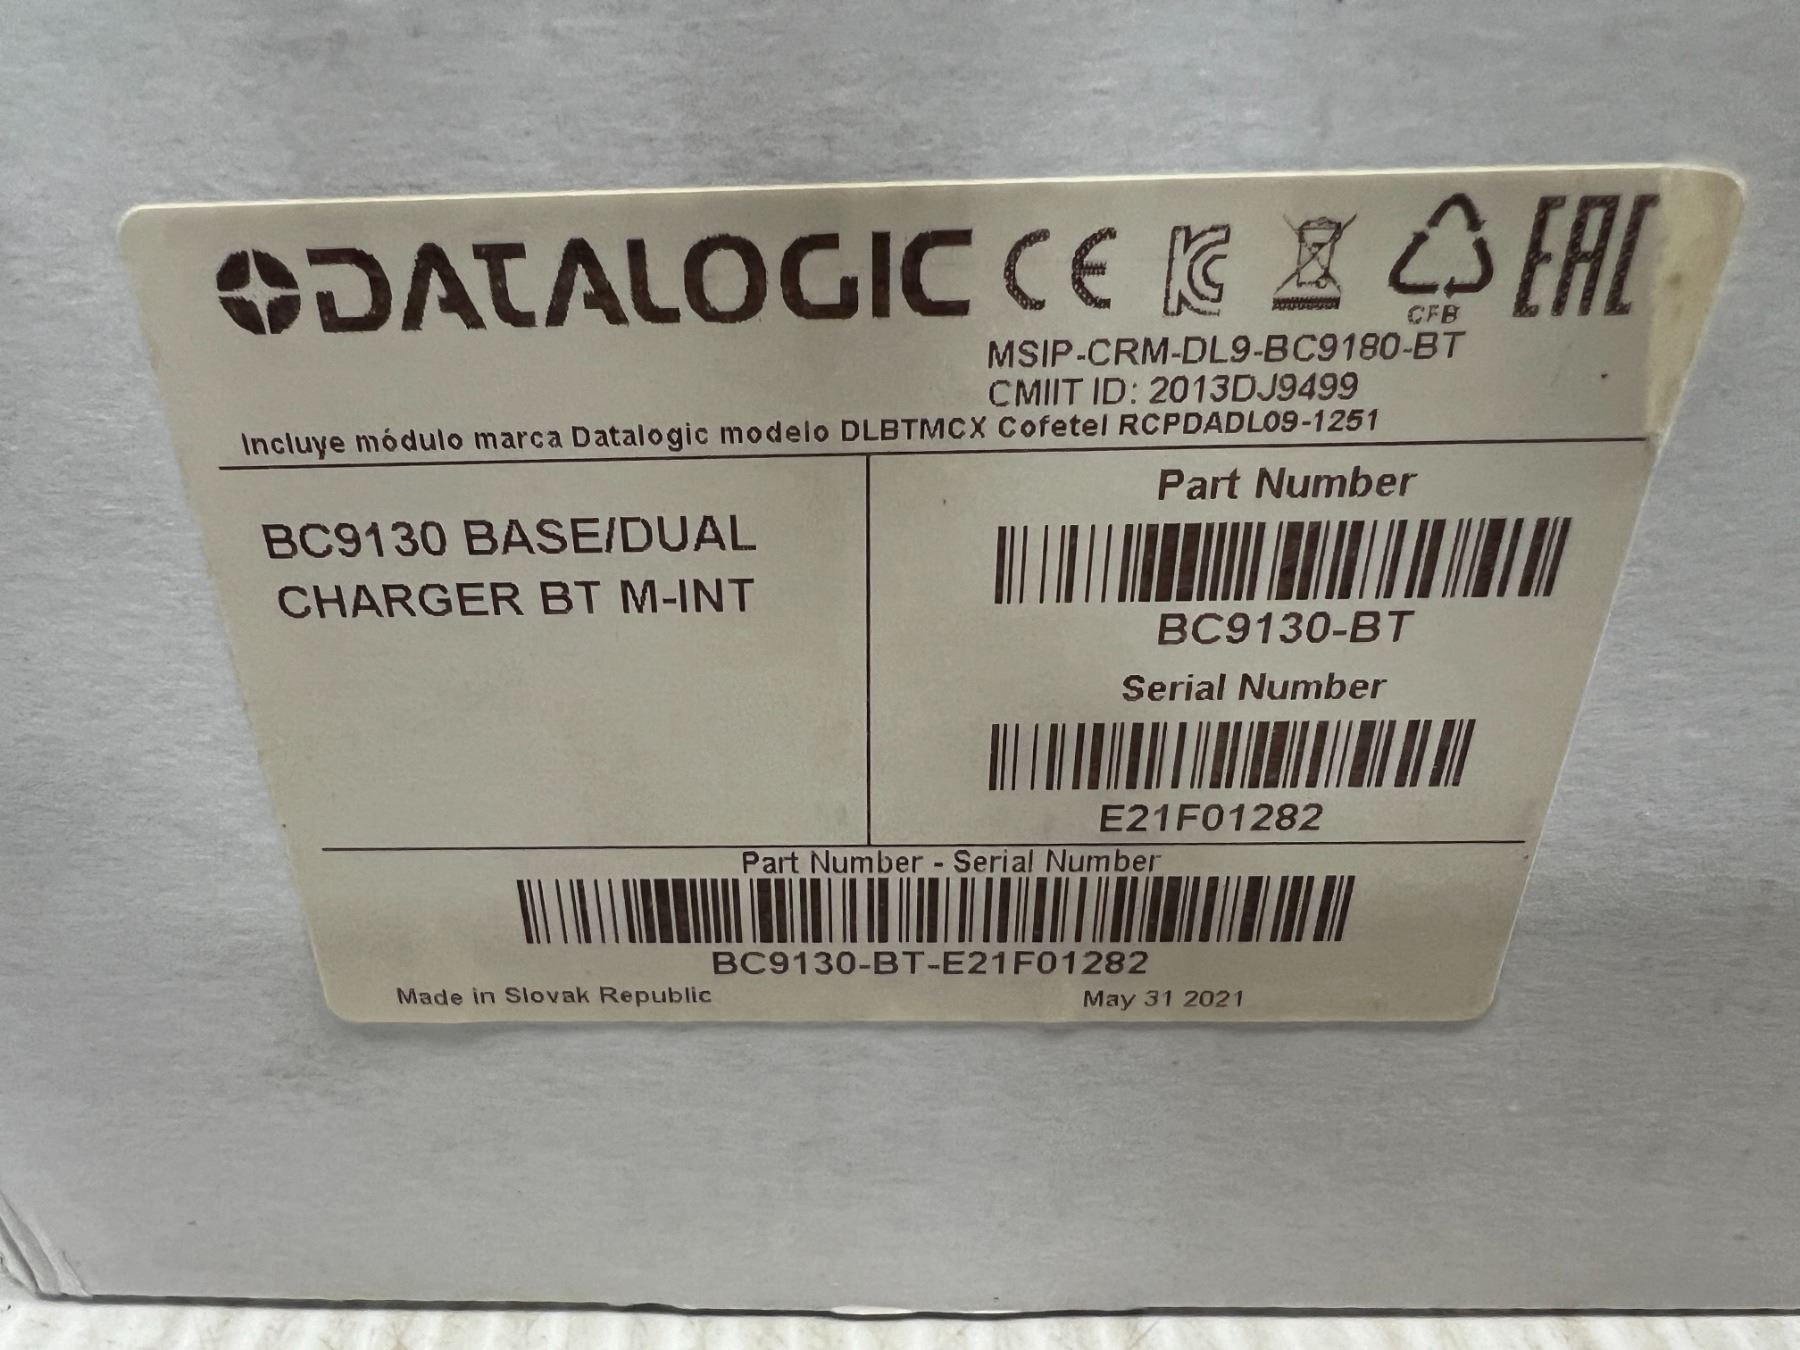 DATALOGIC CE EAC
CFB
MSIP-CRM-DL9-BC9180-BT
CMIIT ID: 2013DJ9499
Incluye módulo marca Datalogic modelo DLBTMCX Cofetel RCPDADL09-1251
BC9130 BASE/DUAL
CHARGER BT M-INT
Part Number
BC9130-BT
Serial Number
E21F01282
Part Number - Serial Number
BC9130-BT-E21F01282
Made in Slovak Republic May 31 2021